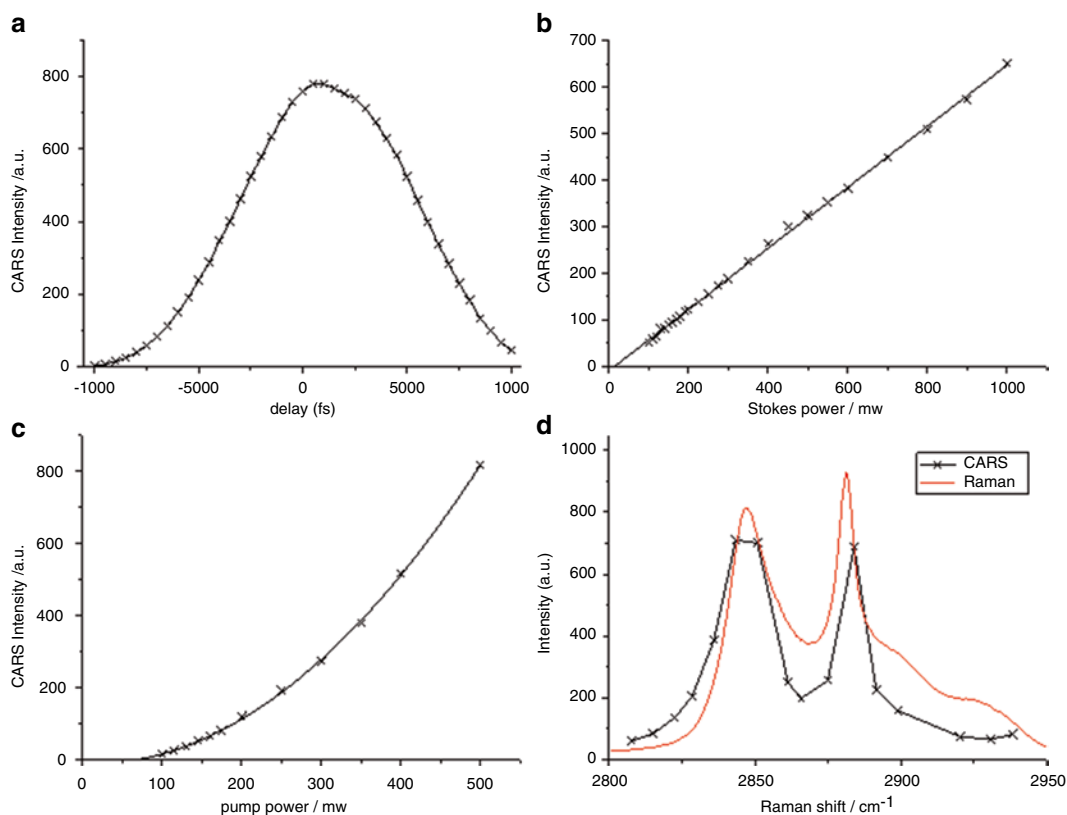 a
CARS Intensity /a.u.
800
600
400
200
0
-1000 -5000 0 5000 1000
delay (fs)
b
CARS Intensity /a.u.
700
600
500
400
300
200
100
0
0 200 400 600 800 1000
Stokes power / mw
c
CARS Intensity /a.u.
800
600
400
200
0
0 100 200 300 400 500
pump power / mw
d
Intensity (a.u.)
1000
800
600
400
200
0
CARS
Raman
2800 2850 2900 2950
Raman shift / cm-1